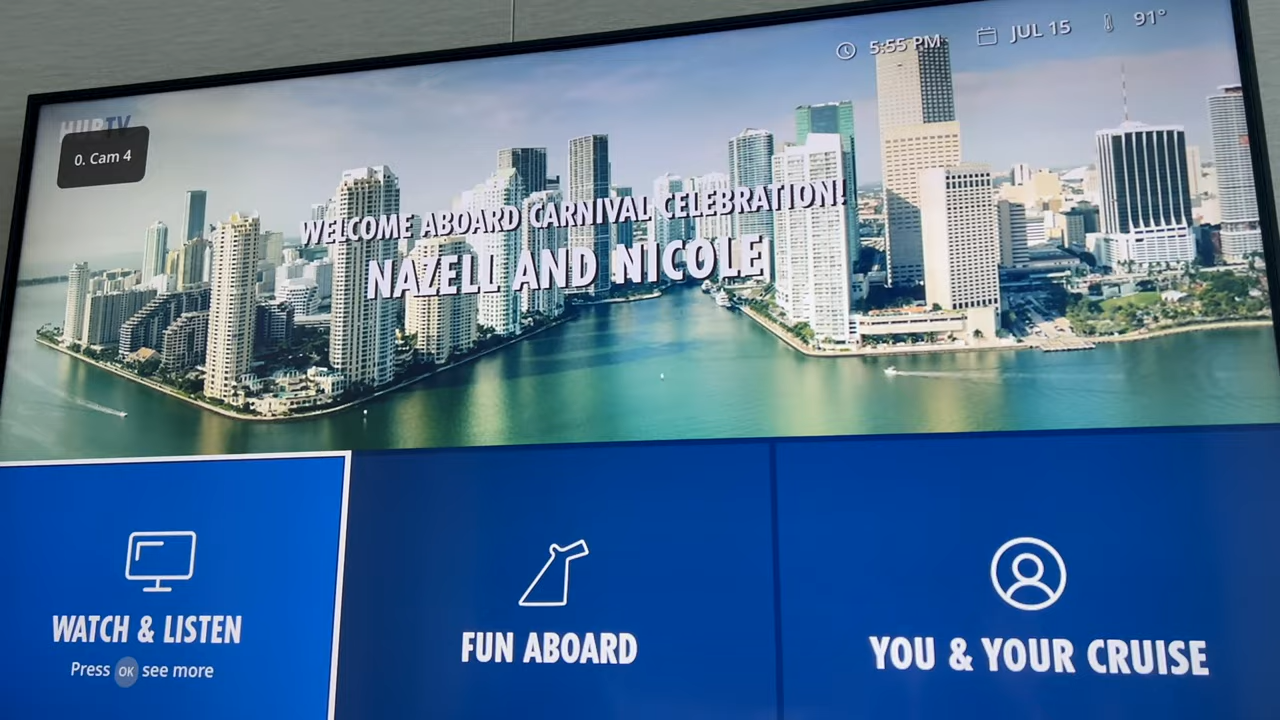 5:55 PM JUL 15 91°
HUBTV
0. Cam 4
WELCOME ABOARD CARNIVAL CELEBRATION!
NAZELL AND NICOLE
WATCH & LISTEN
Press OK see more
FUN ABOARD
YOU & YOUR CRUISE